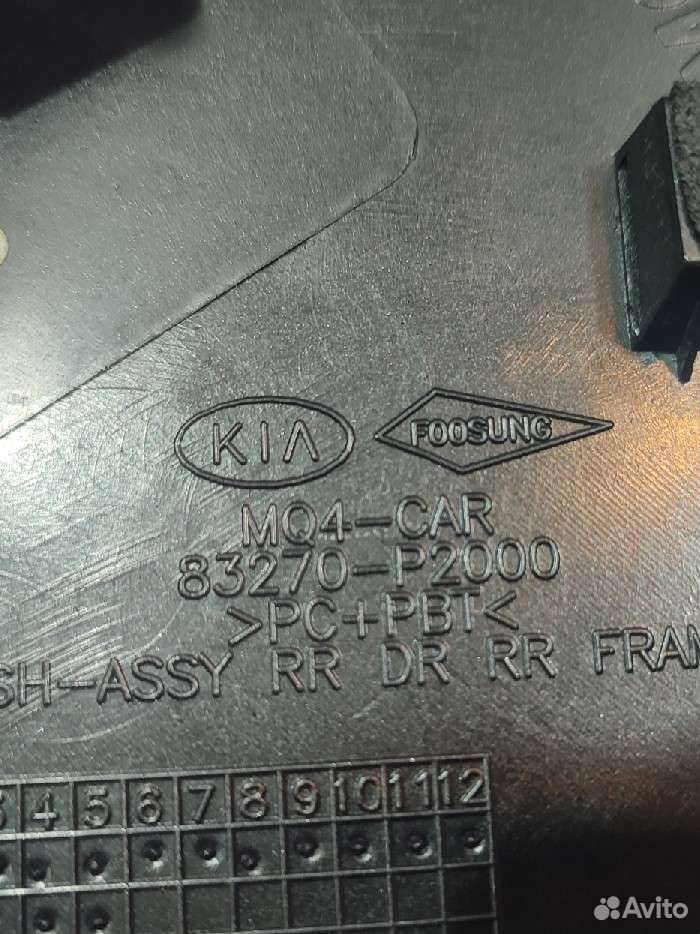 KIA FOOSUNG
MQ4-CAR
83270-P2000
>PC+PBT<
SH-ASSY RR DR RR FRAM
3 4 5 6 7 8 9 10 11 12
Avito